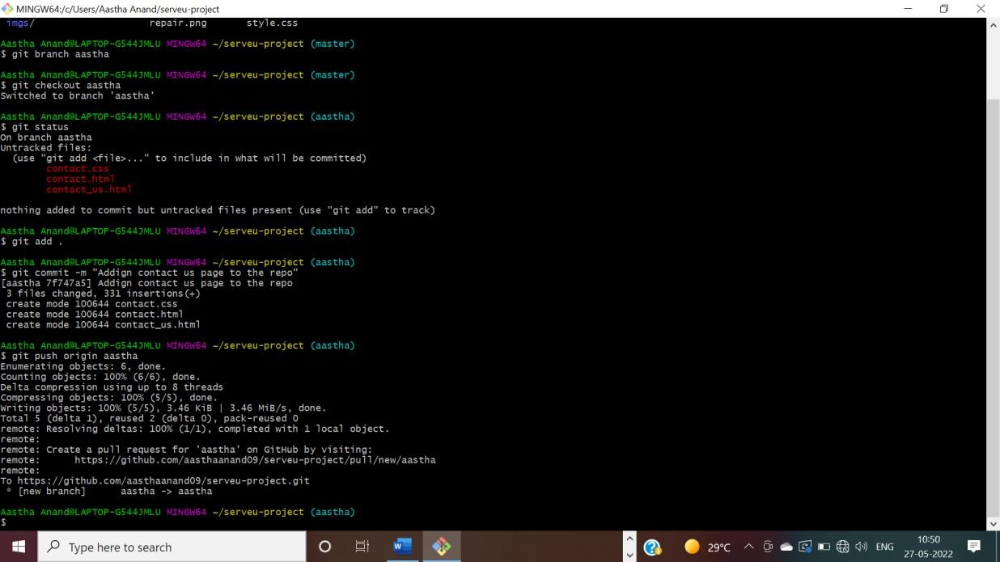 MINGW64:/c/Users/Aastha Anand/serveu-project
imgs/ repair.png style.css
Aastha Anand@LAPTOP-G544JMLU MINGW64 ~/serveu-project (master)
$ git branch aastha
Aastha Anand@LAPTOP-G544JMLU MINGW64 ~/serveu-project (master)
$ git checkout aastha
Switched to branch 'aastha'
Aastha Anand@LAPTOP-G544JMLU MINGW64 ~/serveu-project (aastha)
$ git status
On branch aastha
Untracked files:
(use "git add <file>..." to include in what will be committed)
contact.css
contact.html
contact_us.html
nothing added to commit but untracked files present (use "git add" to track)
Aastha Anand@LAPTOP-G544JMLU MINGW64 ~/serveu-project (aastha)
$ git add .
Aastha Anand@LAPTOP-G544JMLU MINGW64 ~/serveu-project (aastha)
$ git commit -m "Addign contact us page to the repo"
[aastha 7f747a5] Addign contact us page to the repo
3 files changed, 331 insertions(+)
create mode 100644 contact.css
create mode 100644 contact.html
create mode 100644 contact_us.html
Aastha Anand@LAPTOP-G544JMLU MINGW64 ~/serveu-project (aastha)
$ git push origin aastha
Enumerating objects: 6, done.
Counting objects: 100% (6/6), done.
Delta compression using up to 8 threads
Compressing objects: 100% (5/5), done.
Writing objects: 100% (5/5), 3.46 KiB | 3.46 MiB/s, done.
Total 5 (delta 1), reused 2 (delta 0), pack-reused 0
remote: Resolving deltas: 100% (1/1), completed with 1 local object.
remote:
remote: Create a pull request for 'aastha' on GitHub by visiting:
remote: https://github.com/aasthaanand09/serveu-project/pull/new/aastha
remote:
To https://github.com/aasthaanand09/serveu-project.git
* [new branch] aastha -> aastha
Aastha Anand@LAPTOP-G544JMLU MINGW64 ~/serveu-project (aastha)
$
Type here to search
W
29°C
ENG
10:50
27-05-2022